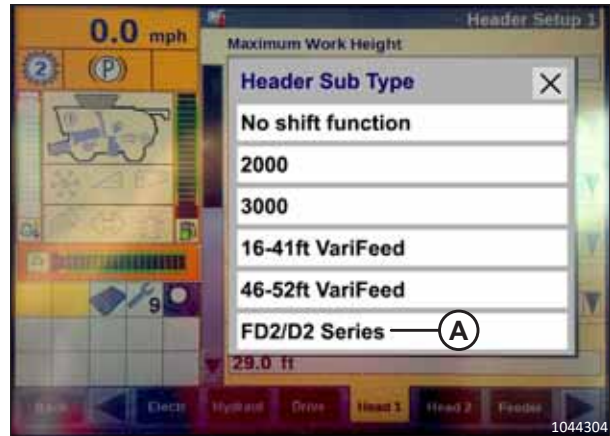 0.0 mph
Header Setup 1
2
P
Maximum Work Height
Header Sub Type
No shift function
2000
3000
16-41ft VariFeed
46-52ft VariFeed
FD2/D2 Series
A
9
29.0 ft
Back
Electr
Hydraul
Drive
Head 1
Head 2
Feeder
1044304